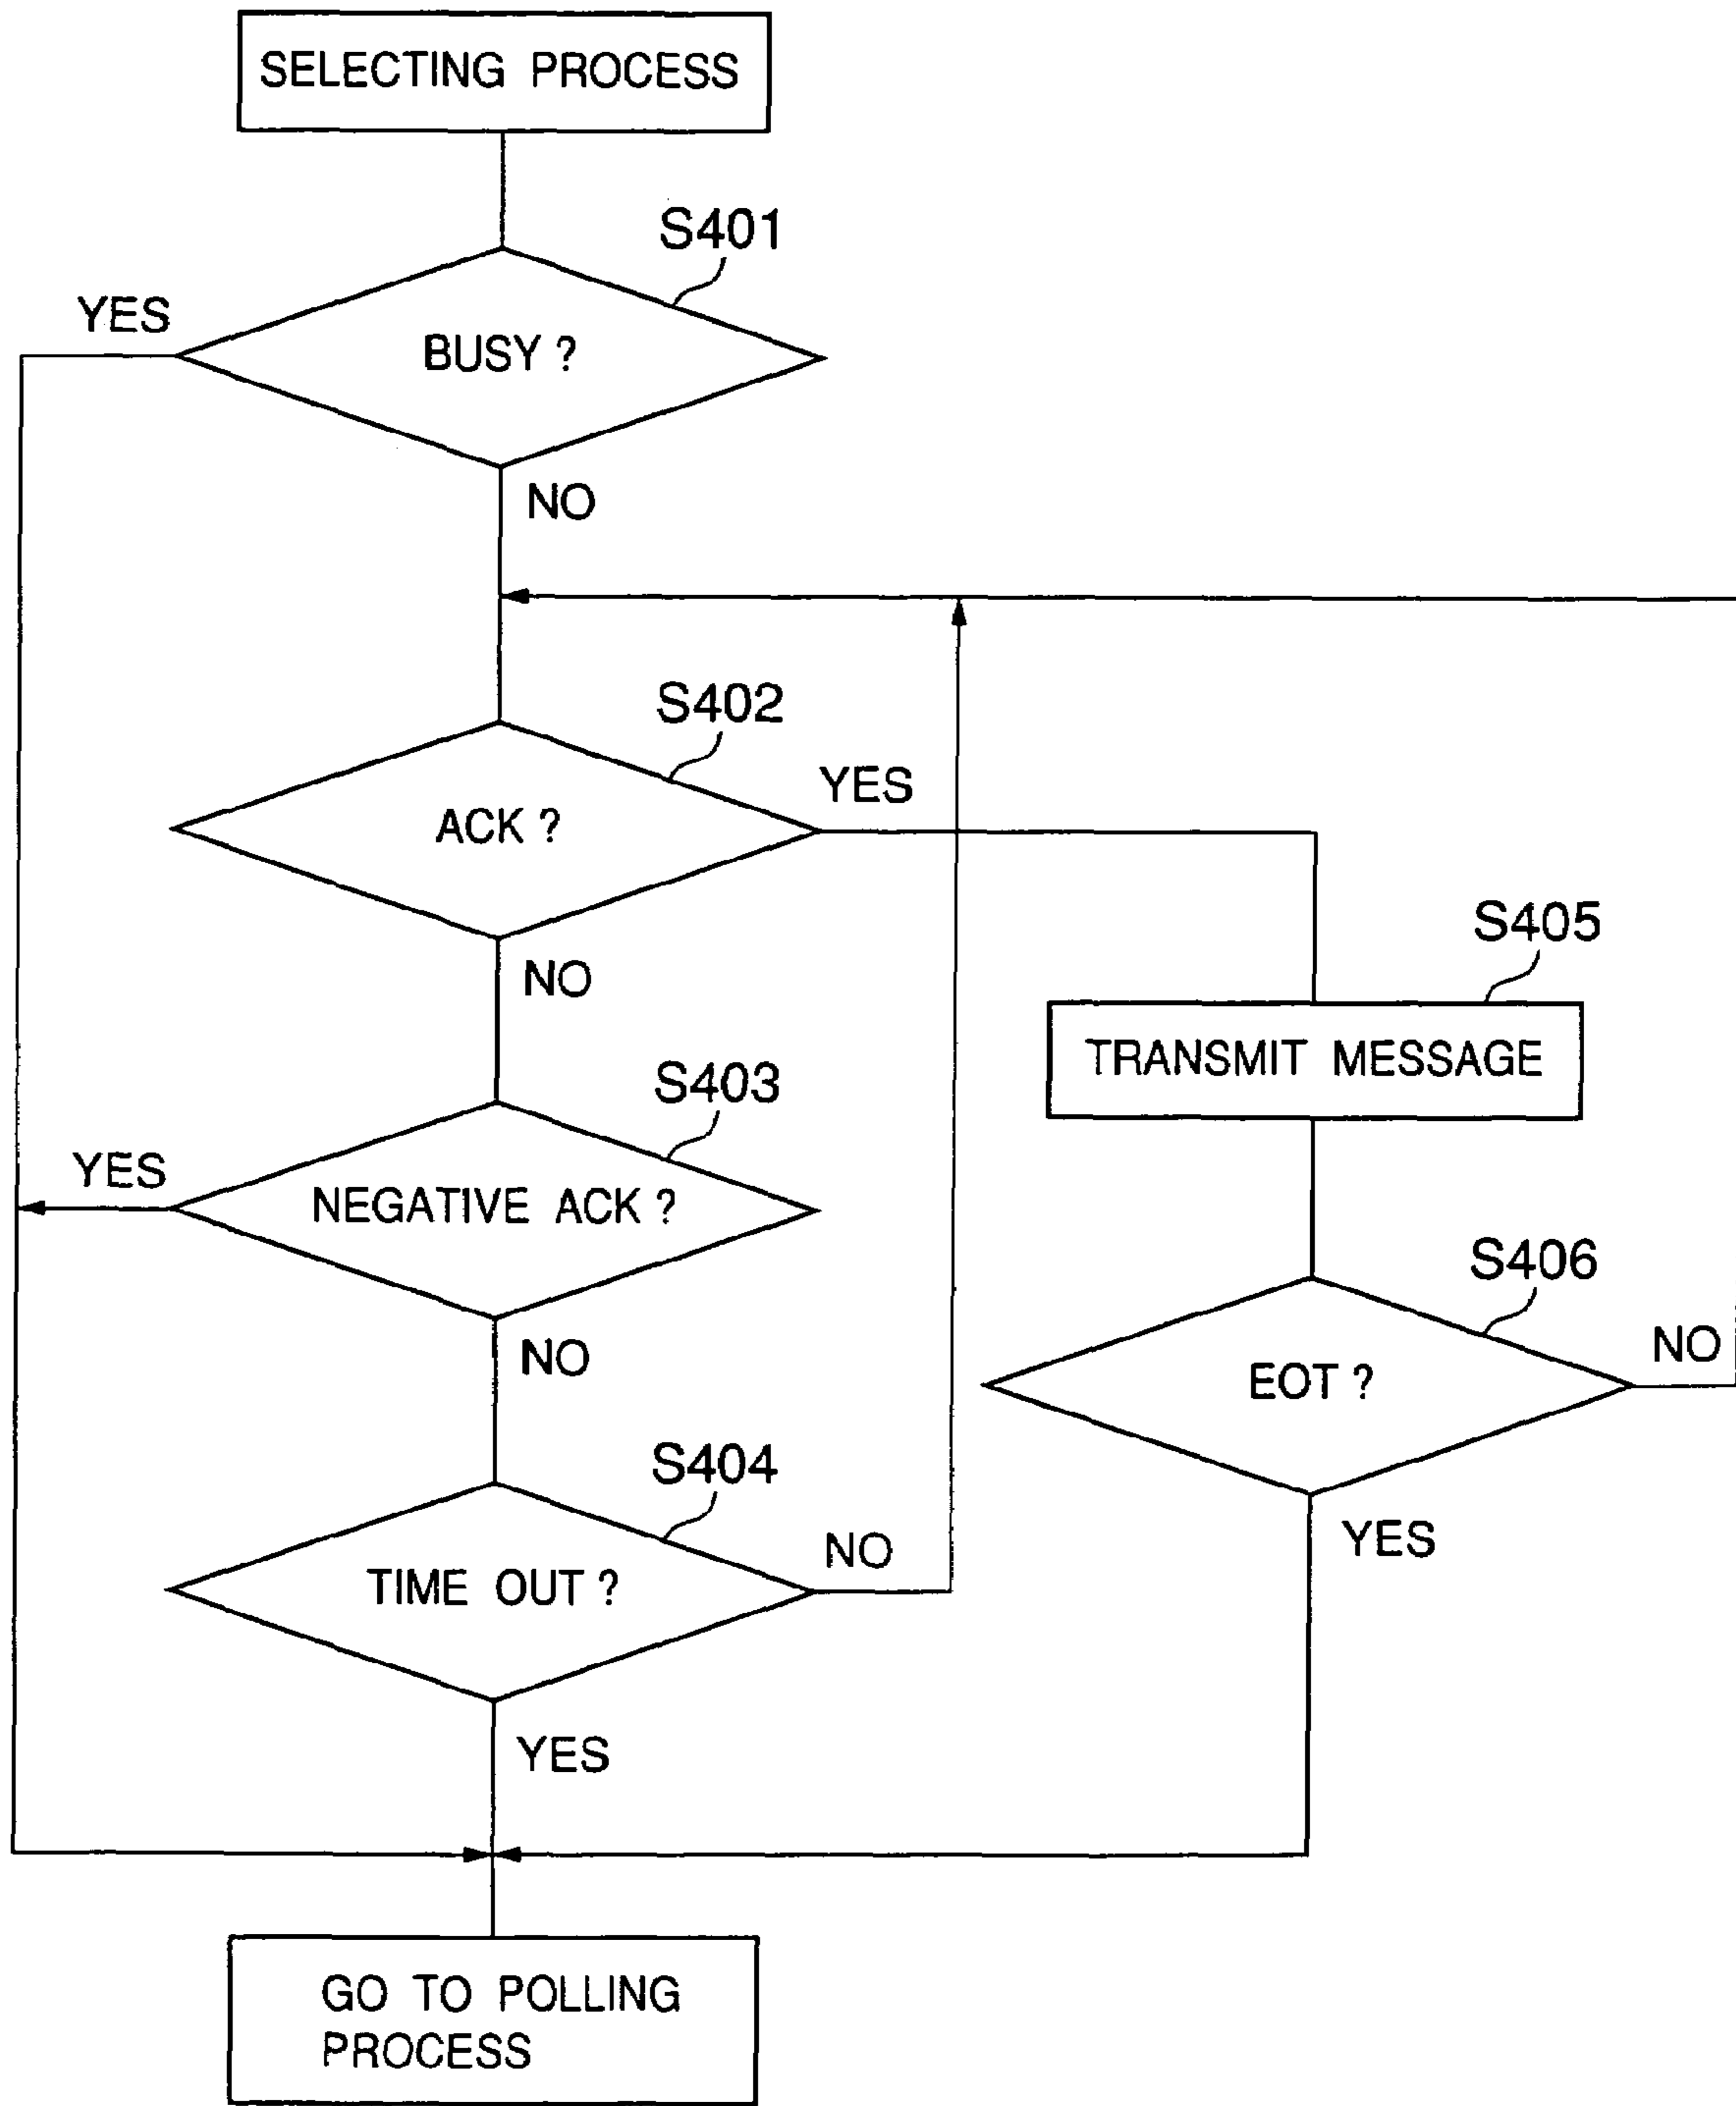 SELECTING PROCESS
S401
YES
BUSY ?
NO
S402
YES
ACK ?
NO
S405
TRANSMIT MESSAGE
S403
YES
NEGATIVE ACK ?
NO
S406
NO
EOT ?
YES
S404
NO
TIME OUT ?
YES
GO TO POLLING
PROCESS